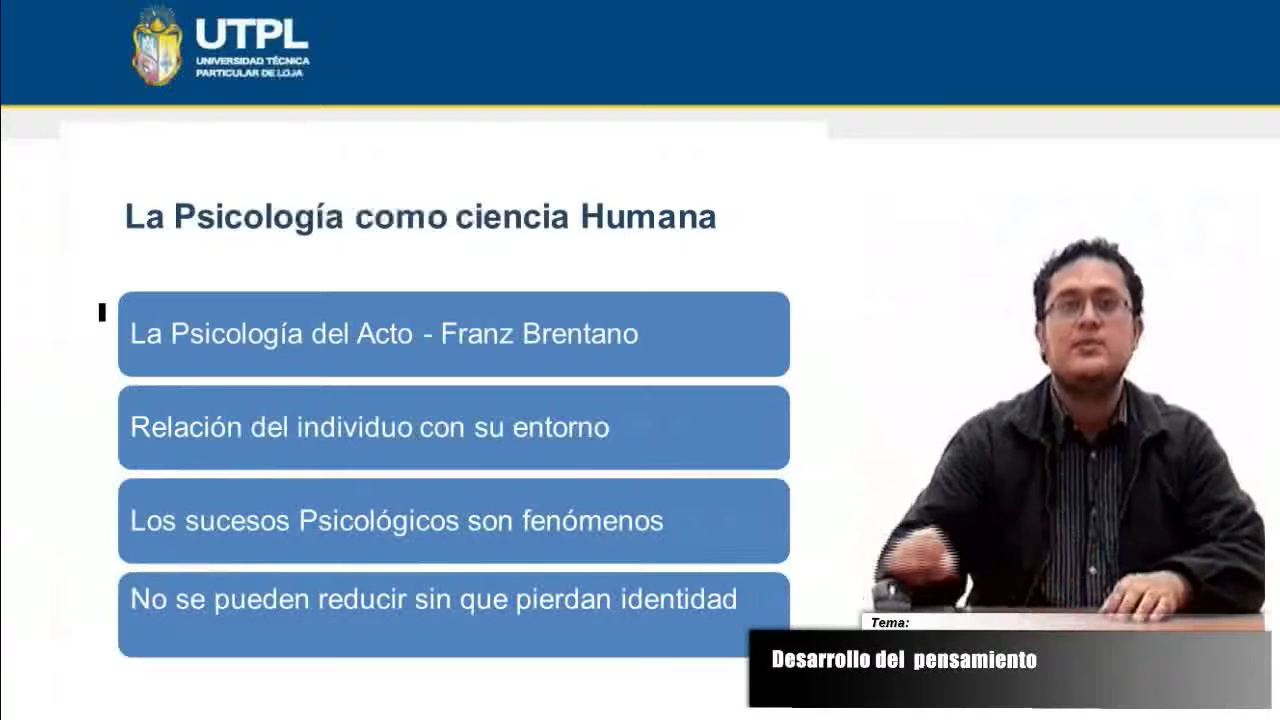 UTPL
UNIVERSIDAD TÉCNICA
PARTICULAR DE LOJA
La Psicología como ciencia Humana
La Psicología del Acto - Franz Brentano
Relación del individuo con su entorno
Los sucesos Psicológicos son fenómenos
No se pueden reducir sin que pierdan identidad
Tema:
Desarrollo del pensamiento